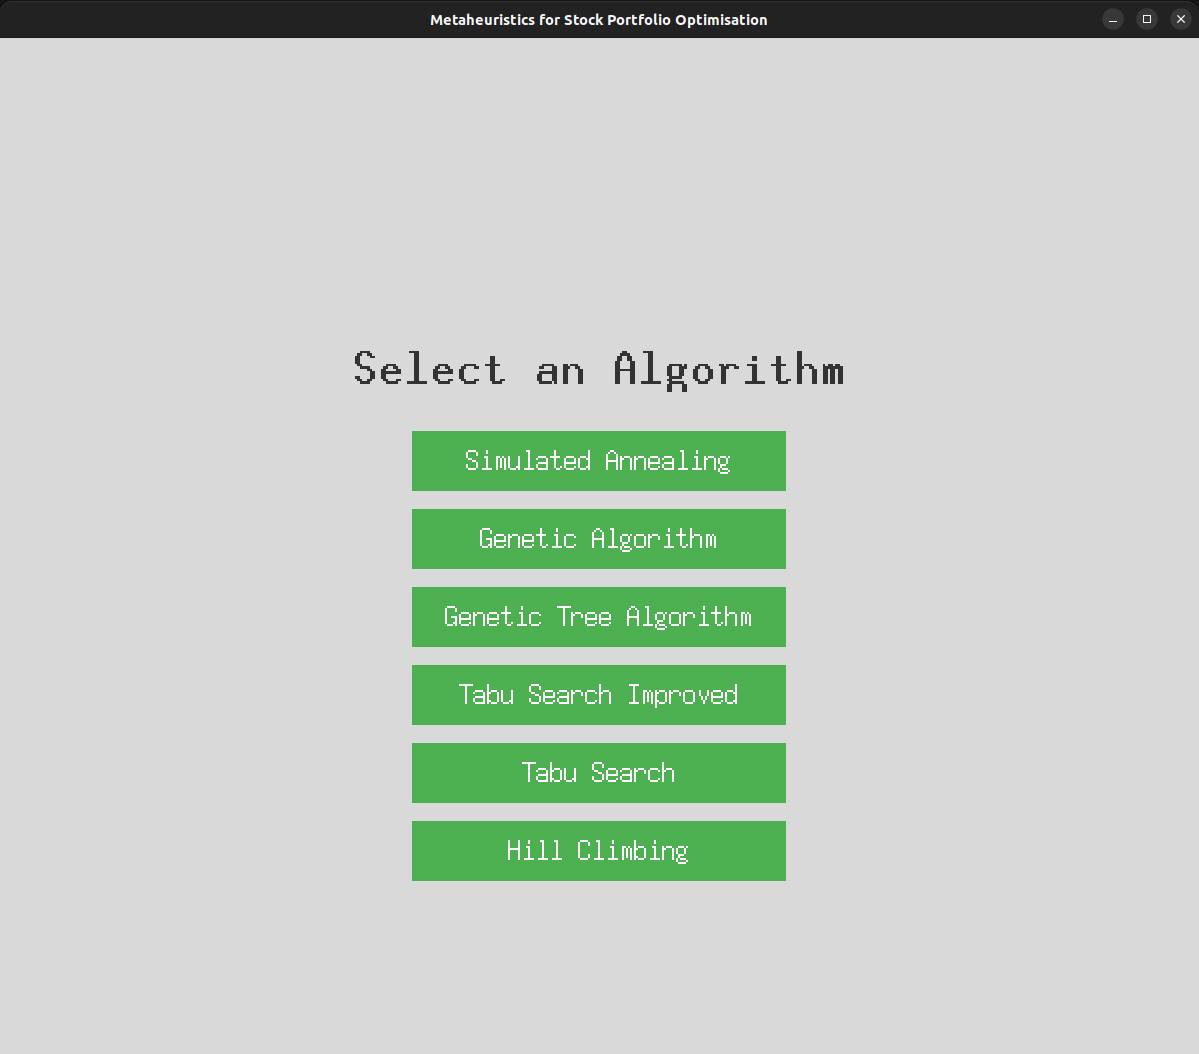 Metaheuristics for Stock Portfolio Optimisation
Select an Algorithm
Simulated Annealing
Genetic Algorithm
Genetic Tree Algorithm
Tabu Search Improved
Tabu Search
Hill Climbing